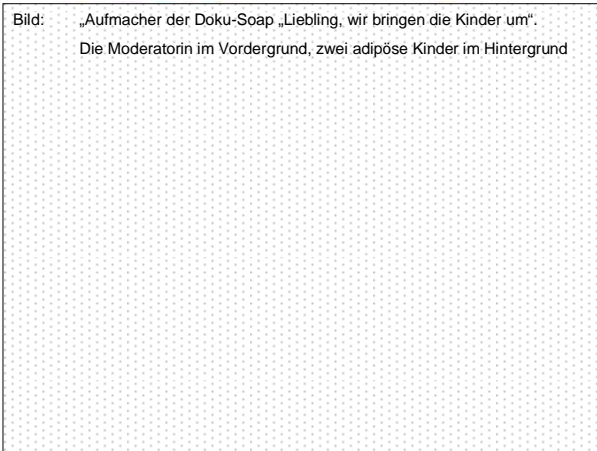 Bild: „Aufmacher der Doku-Soap „Liebling, wir bringen die Kinder um“.
Die Moderatorin im Vordergrund, zwei adipöse Kinder im Hintergrund